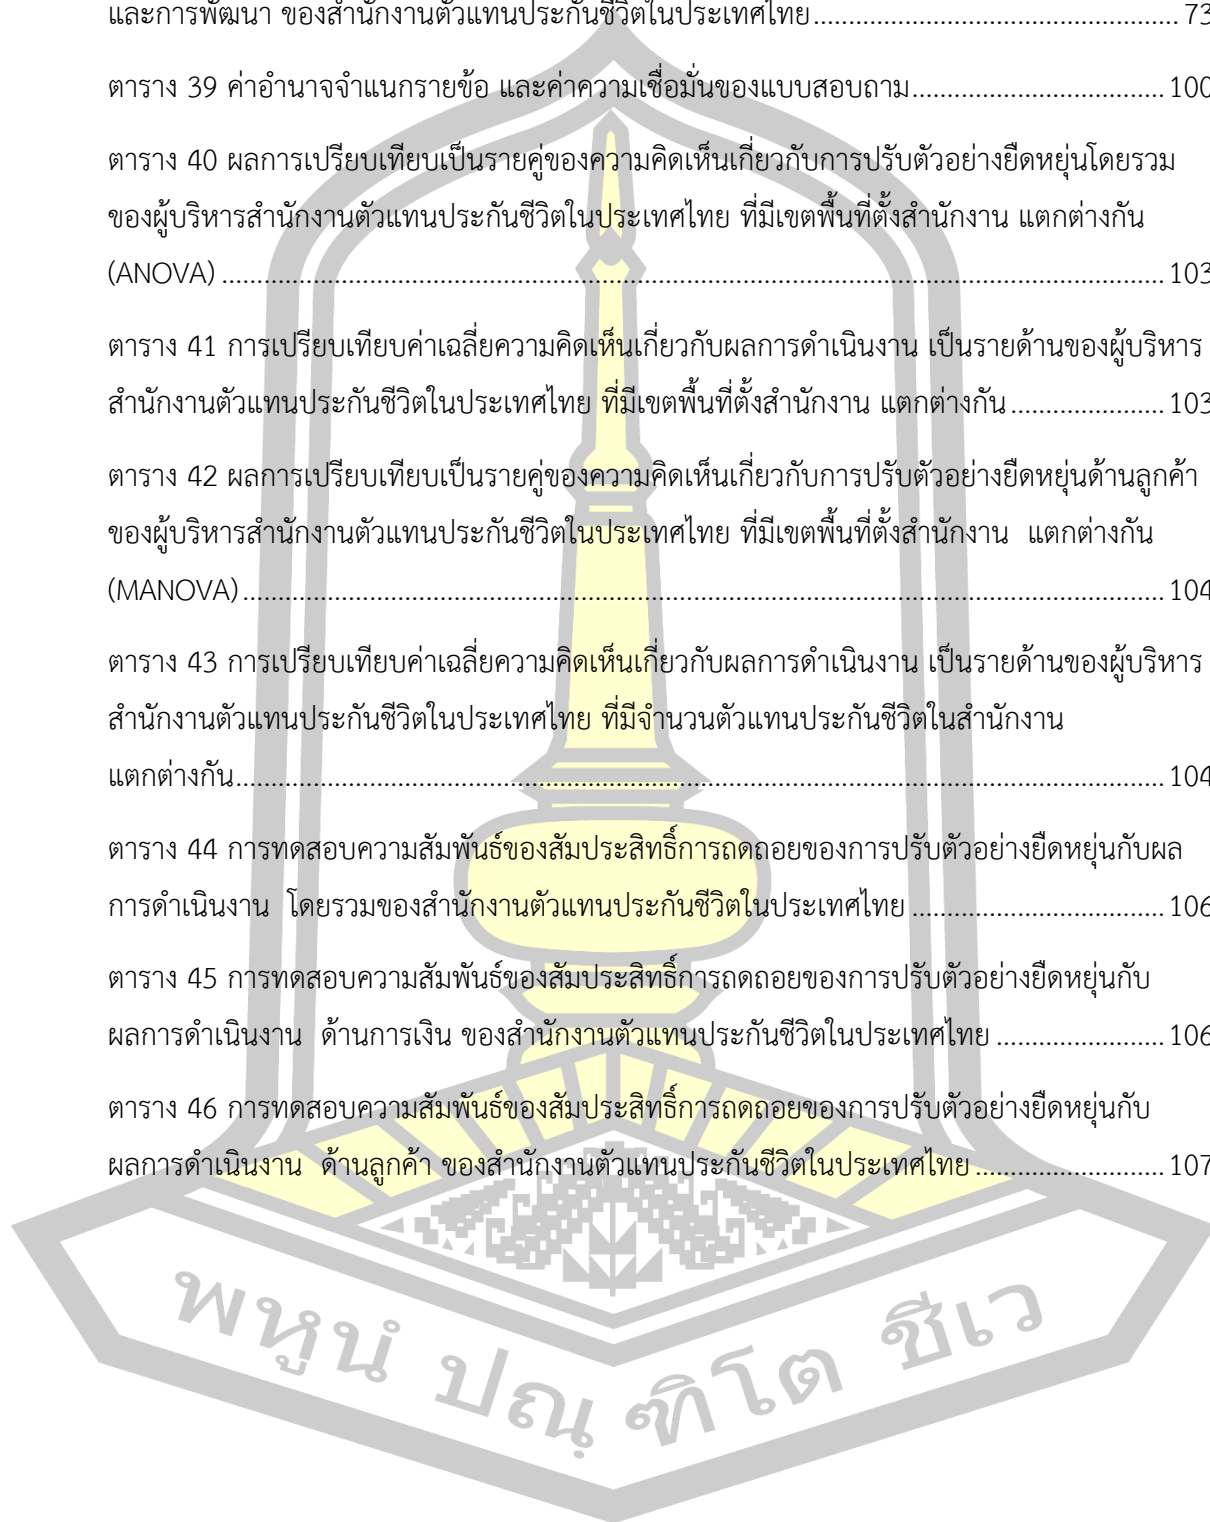 และการพัฒนา ของสำนักงานตัวแทนประกันชีวิตในประเทศไทย.......................................................... 73
ตาราง 39 ค่าอำนาจจำแนกรายข้อ และค่าความเชื่อมั่นของแบบสอบถาม........................................ 100
ตาราง 40 ผลการเปรียบเทียบเป็นรายคู่ของความคิดเห็นเกี่ยวกับการปรับตัวอย่างยืดหยุ่นโดยรวม
ของผู้บริหารสำนักงานตัวแทนประกันชีวิตในประเทศไทย ที่มีเขตพื้นที่ตั้งสำนักงาน แตกต่างกัน
(ANOVA) ........................................................................................................................... 103
ตาราง 41 การเปรียบเทียบค่าเฉลี่ยความคิดเห็นเกี่ยวกับผลการดำเนินงาน เป็นรายด้านของผู้บริหาร
สำนักงานตัวแทนประกันชีวิตในประเทศไทย ที่มีเขตพื้นที่ตั้งสำนักงาน แตกต่างกัน ........................ 103
ตาราง 42 ผลการเปรียบเทียบเป็นรายคู่ของความคิดเห็นเกี่ยวกับการปรับตัวอย่างยืดหยุ่นด้านลูกค้า
ของผู้บริหารสำนักงานตัวแทนประกันชีวิตในประเทศไทย ที่มีเขตพื้นที่ตั้งสำนักงาน  แตกต่างกัน
(MANOVA) ........................................................................................................................ 104
ตาราง 43 การเปรียบเทียบค่าเฉลี่ยความคิดเห็นเกี่ยวกับผลการดำเนินงาน เป็นรายด้านของผู้บริหาร
สำนักงานตัวแทนประกันชีวิตในประเทศไทย ที่มีจำนวนตัวแทนประกันชีวิตในสำนักงาน
แตกต่างกัน......................................................................................................................... 104
ตาราง 44 การทดสอบความสัมพันธ์ของสัมประสิทธิ์การถดถอยของการปรับตัวอย่างยืดหยุ่นกับผล
การดำเนินงาน  โดยรวมของสำนักงานตัวแทนประกันชีวิตในประเทศไทย ...................................... 106
ตาราง 45 การทดสอบความสัมพันธ์ของสัมประสิทธิ์การถดถอยของการปรับตัวอย่างยืดหยุ่นกับ
ผลการดำเนินงาน  ด้านการเงิน ของสำนักงานตัวแทนประกันชีวิตในประเทศไทย .......................... 106
ตาราง 46 การทดสอบความสัมพันธ์ของสัมประสิทธิ์การถดถอยของการปรับตัวอย่างยืดหยุ่นกับ
ผลการดำเนินงาน  ด้านลูกค้า ของสำนักงานตัวแทนประกันชีวิตในประเทศไทย ............................. 107
พหูนํ ปณฺฑิโต ชีเว